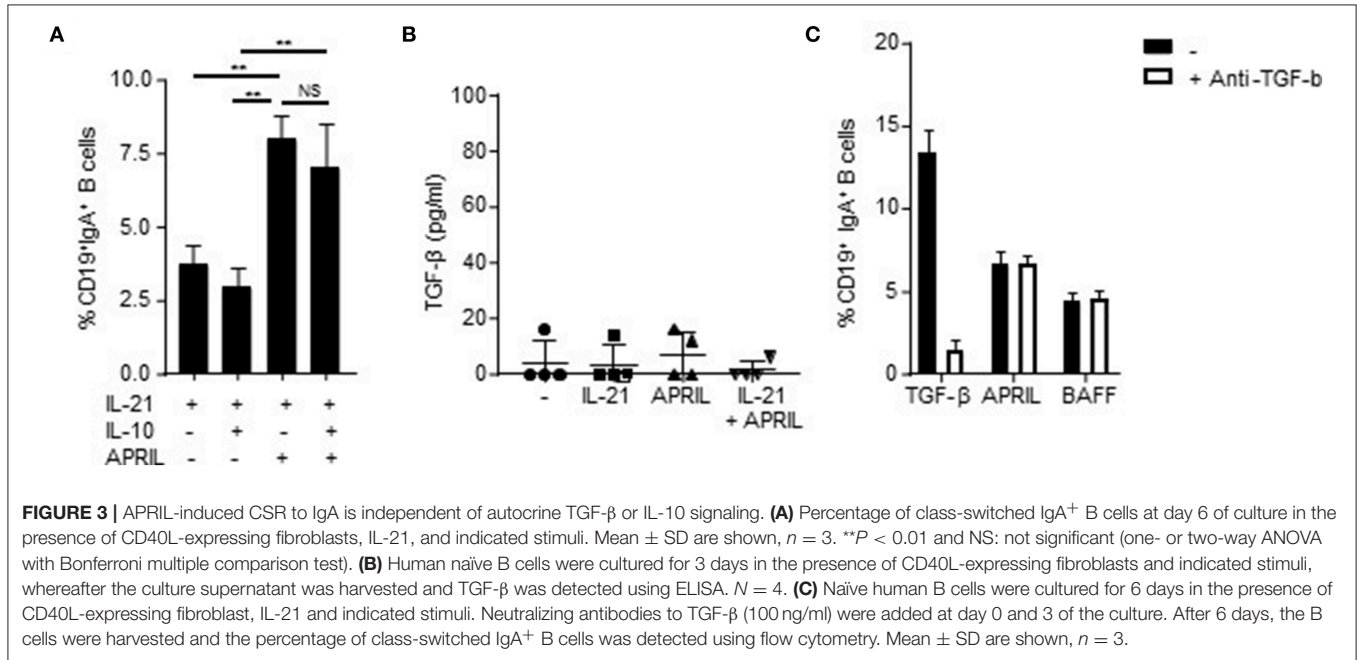 A
B
C
**
**
**
NS
10.0
7.5
5.0
2.5
0.0
% CD19⁺IgA⁺ B cells
IL-21 + + + +
IL-10 - + - +
APRIL - - + +
100
80
60
40
20
0
TGF-β (pg/ml)
- IL-21 APRIL IL-21
+ APRIL
20
15
10
5
0
% CD19⁺ IgA⁺ B cells
TGF-β APRIL BAFF
-
+ Anti-TGF-b
FIGURE 3 | APRIL-induced CSR to IgA is independent of autocrine TGF-β or IL-10 signaling. (A) Percentage of class-switched IgA⁺ B cells at day 6 of culture in the
presence of CD40L-expressing fibroblasts, IL-21, and indicated stimuli. Mean ± SD are shown, n = 3. **P < 0.01 and NS: not significant (one- or two-way ANOVA
with Bonferroni multiple comparison test). (B) Human naïve B cells were cultured for 3 days in the presence of CD40L-expressing fibroblasts and indicated stimuli,
whereafter the culture supernatant was harvested and TGF-β was detected using ELISA. N = 4. (C) Naïve human B cells were cultured for 6 days in the presence of
CD40L-expressing fibroblast, IL-21 and indicated stimuli. Neutralizing antibodies to TGF-β (100 ng/ml) were added at day 0 and 3 of the culture. After 6 days, the B
cells were harvested and the percentage of class-switched IgA⁺ B cells was detected using flow cytometry. Mean ± SD are shown, n = 3.